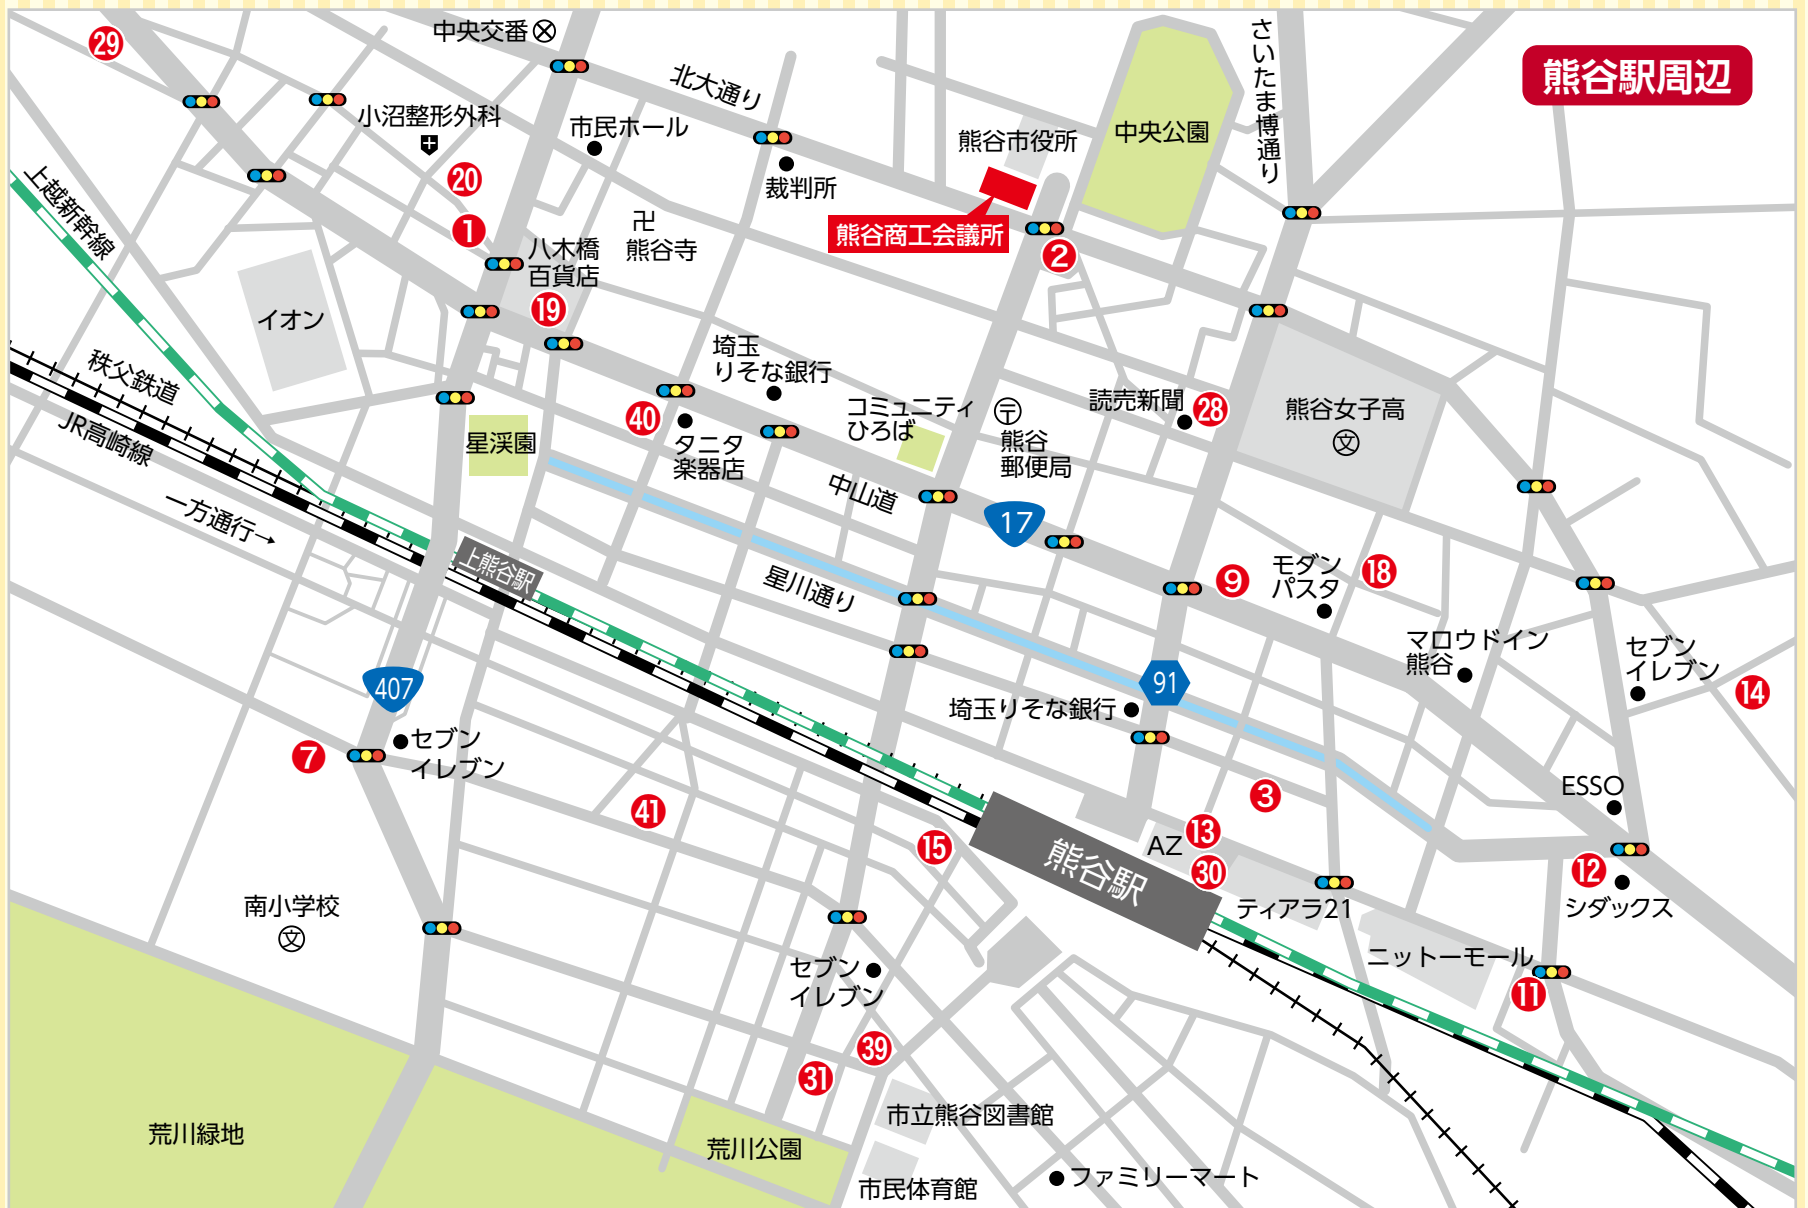 熊谷駅周辺
29
中央交番
北大通り
さいたま博通り
小沼整形外科
市民ホール
熊谷市役所
中央公園
裁判所
20
上越新幹線
1
卍
熊谷寺
熊谷商工会議所
2
八木橋
百貨店
19
イオン
埼玉
りそな銀行
秩父鉄道
40
コミュニティ
ひろば
〒
熊谷
郵便局
読売新聞
28
熊谷女子高
文
JR高崎線
星渓園
タニタ
楽器店
中山道
17
一方通行→
上熊谷駅
星川通り
9
モダン
パスタ
18
マロウドイン
熊谷
セブン
イレブン
14
407
91
埼玉りそな銀行
7
セブン
イレブン
41
3
ESSO
15
熊谷駅
AZ
13
30
12
シダックス
ティアラ21
南小学校
文
ニットーモール
11
セブン
イレブン
39
31
市立熊谷図書館
荒川緑地
荒川公園
市民体育館
ファミリーマート